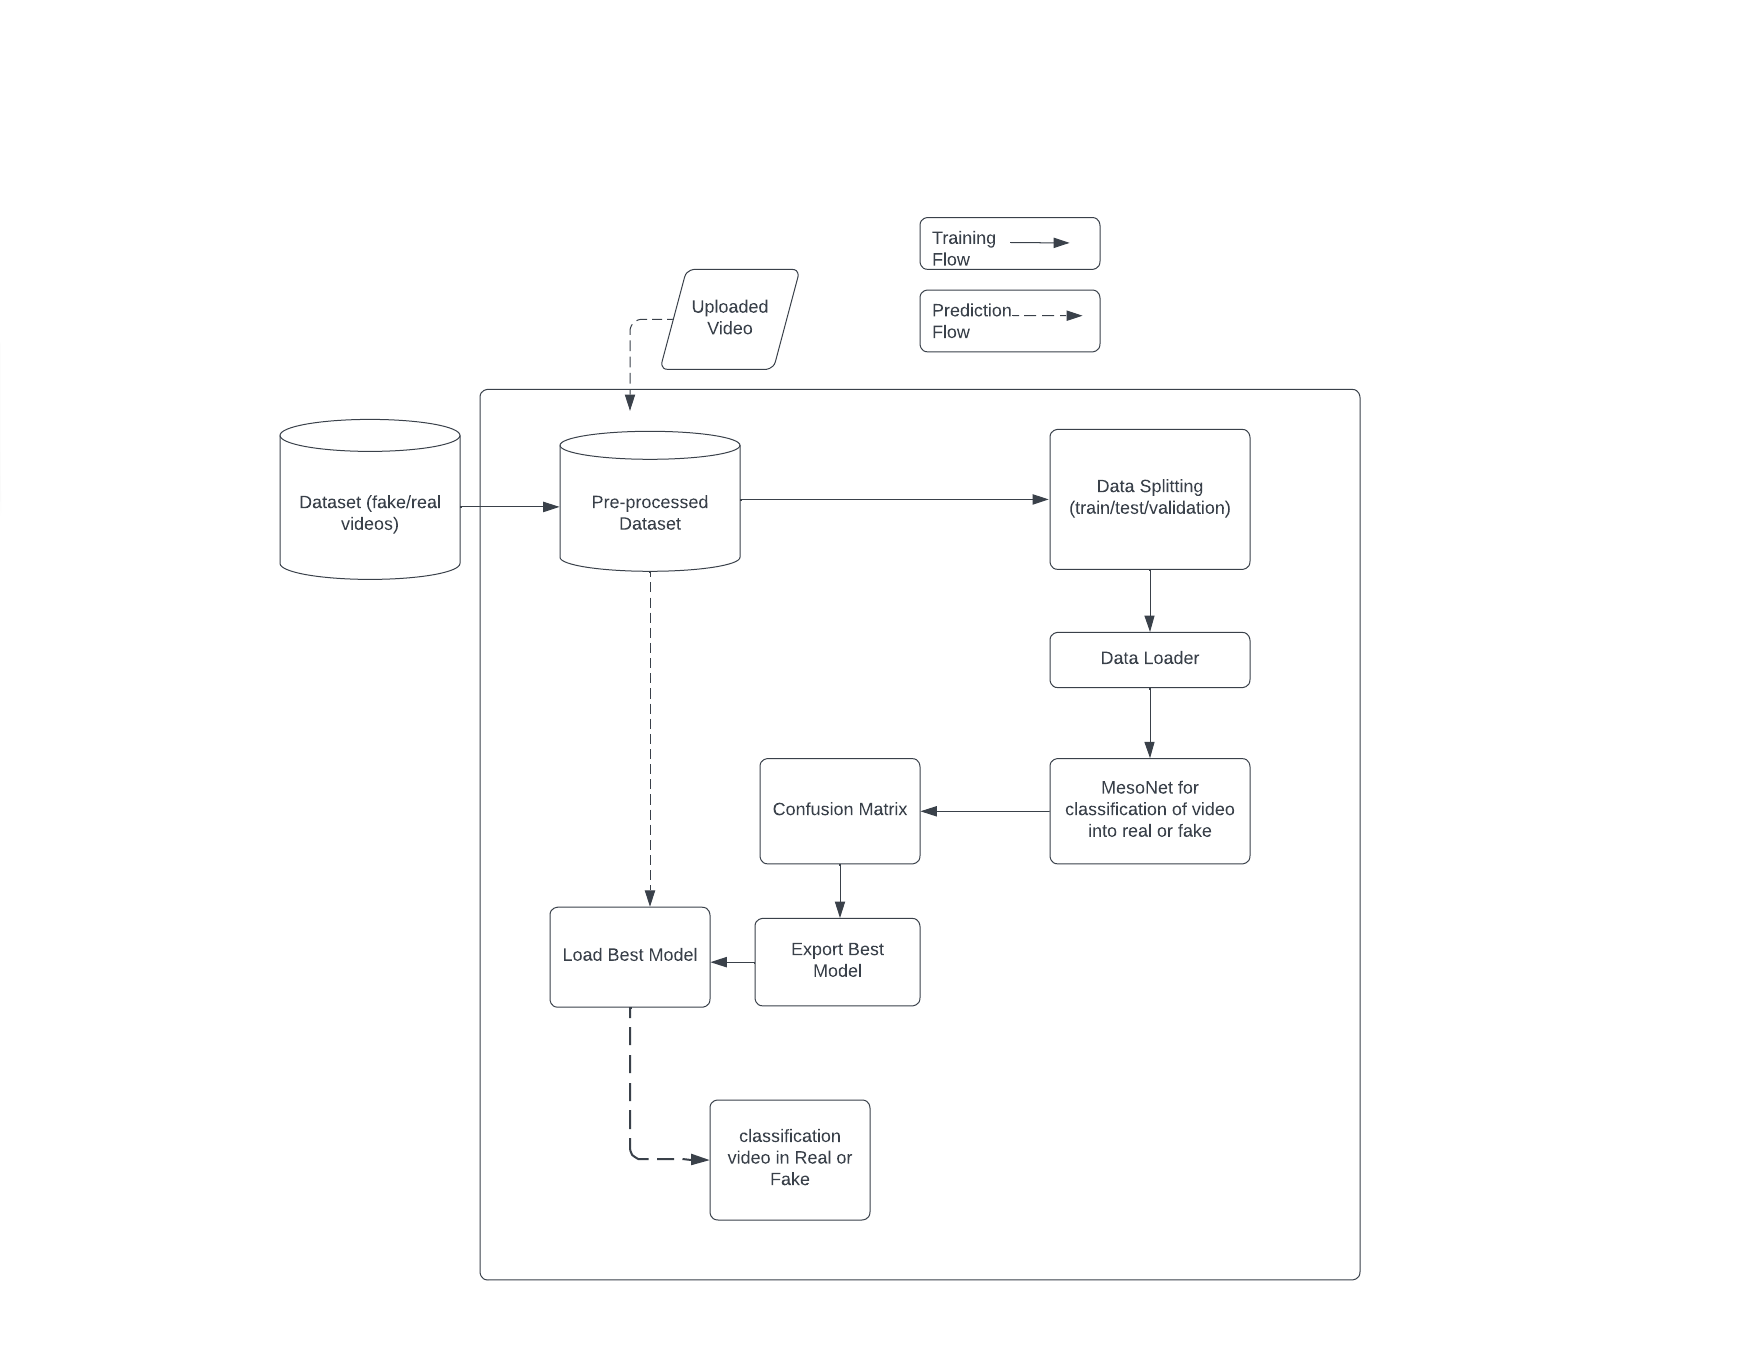 Training
Flow
Prediction
Flow
Uploaded
Video
Dataset (fake/real
videos)
Pre-processed
Dataset
Data Splitting
(train/test/validation)
Data Loader
MesoNet for
classification of video
into real or fake
Confusion Matrix
Export Best
Model
Load Best Model
classification
video in Real or
Fake